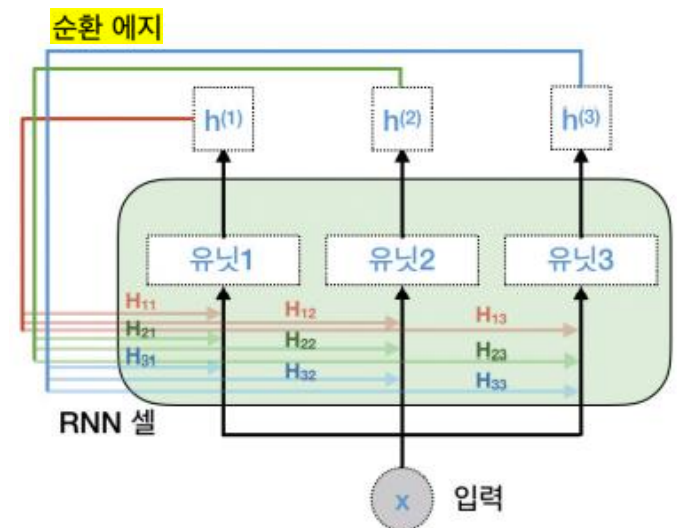 순환 에지
h(1) h(2) h(3)
유닛1 유닛2 유닛3
H11 H12 H13
H21 H22 H23
H31 H32 H33
RNN 셀
x 입력